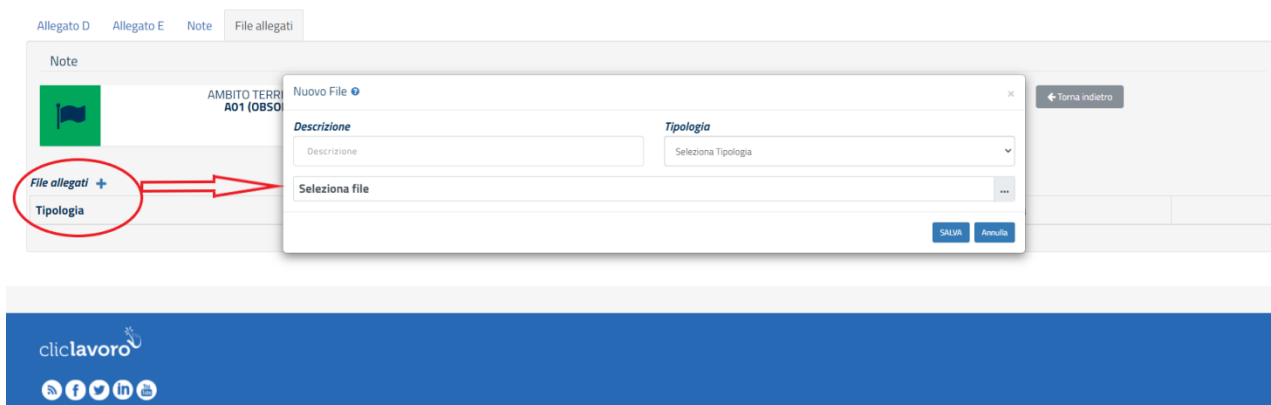 Allegato D Allegato E Note File allegati
Note
AMBITO TERRI
A01 (OBSO
Nuovo File
×
Torna indietro
Descrizione Tipologia
Descrizione Seleziona Tipologia
File allegati +
Seleziona file ...
Tipologia
SALVA Annulla
cliclavoro